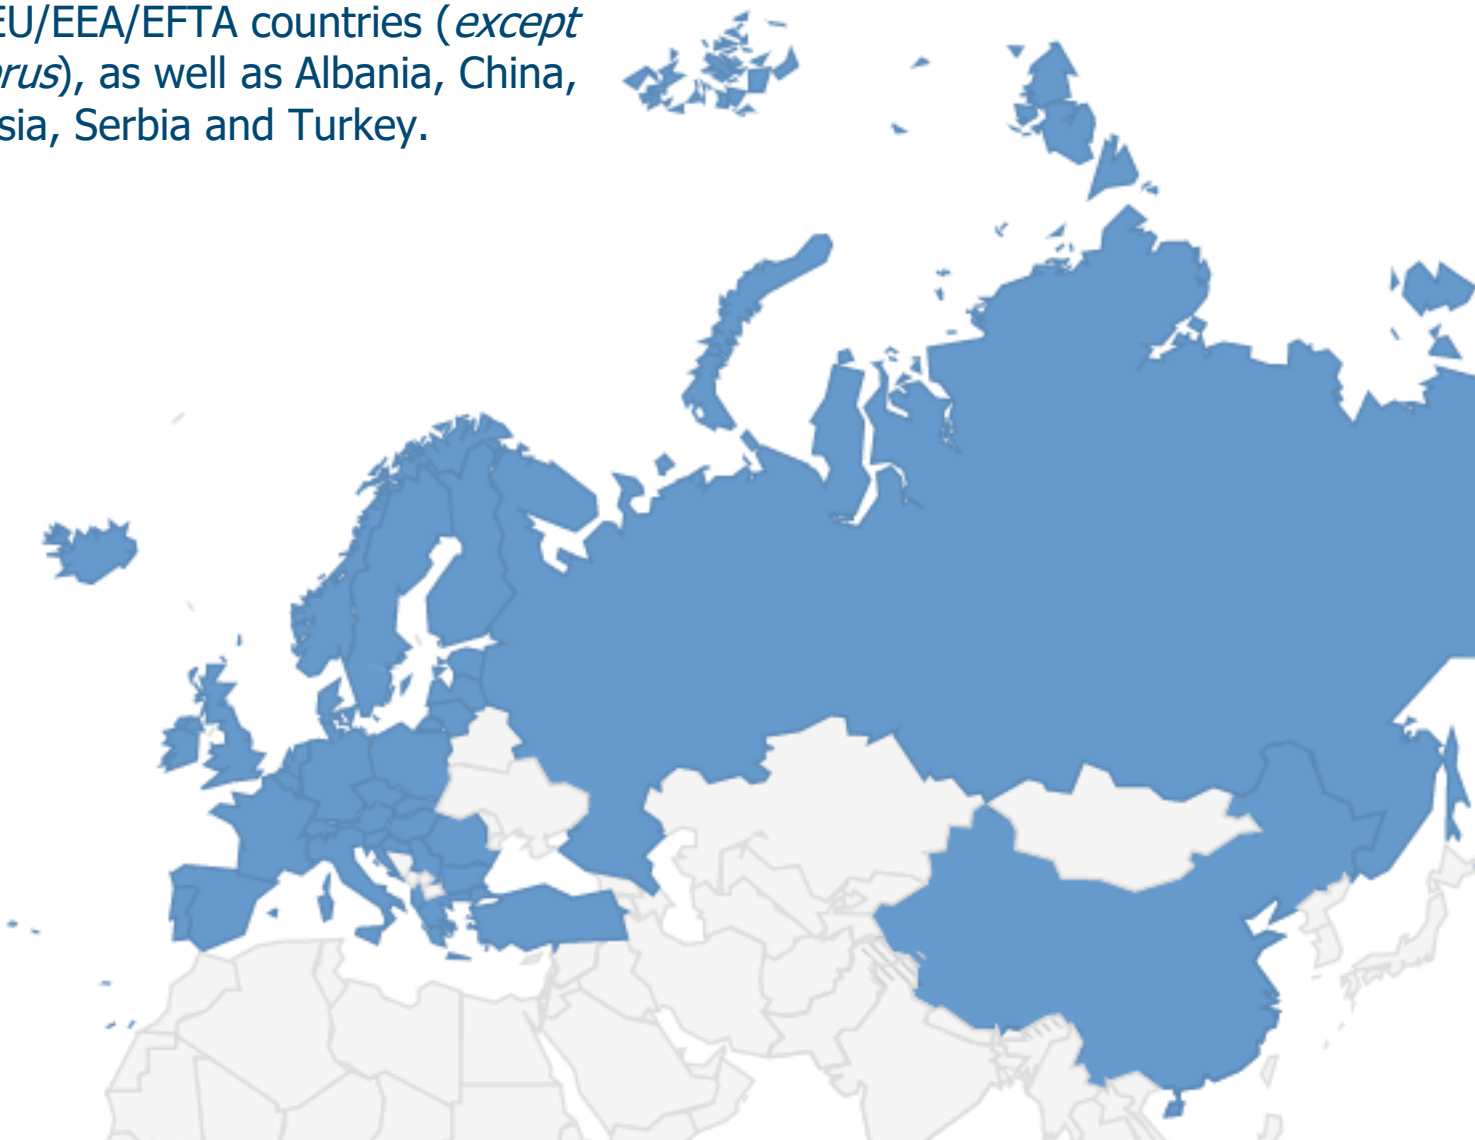 EU/EEA/EFTA countries (except
rus), as well as Albania, China,
sia, Serbia and Turkey.